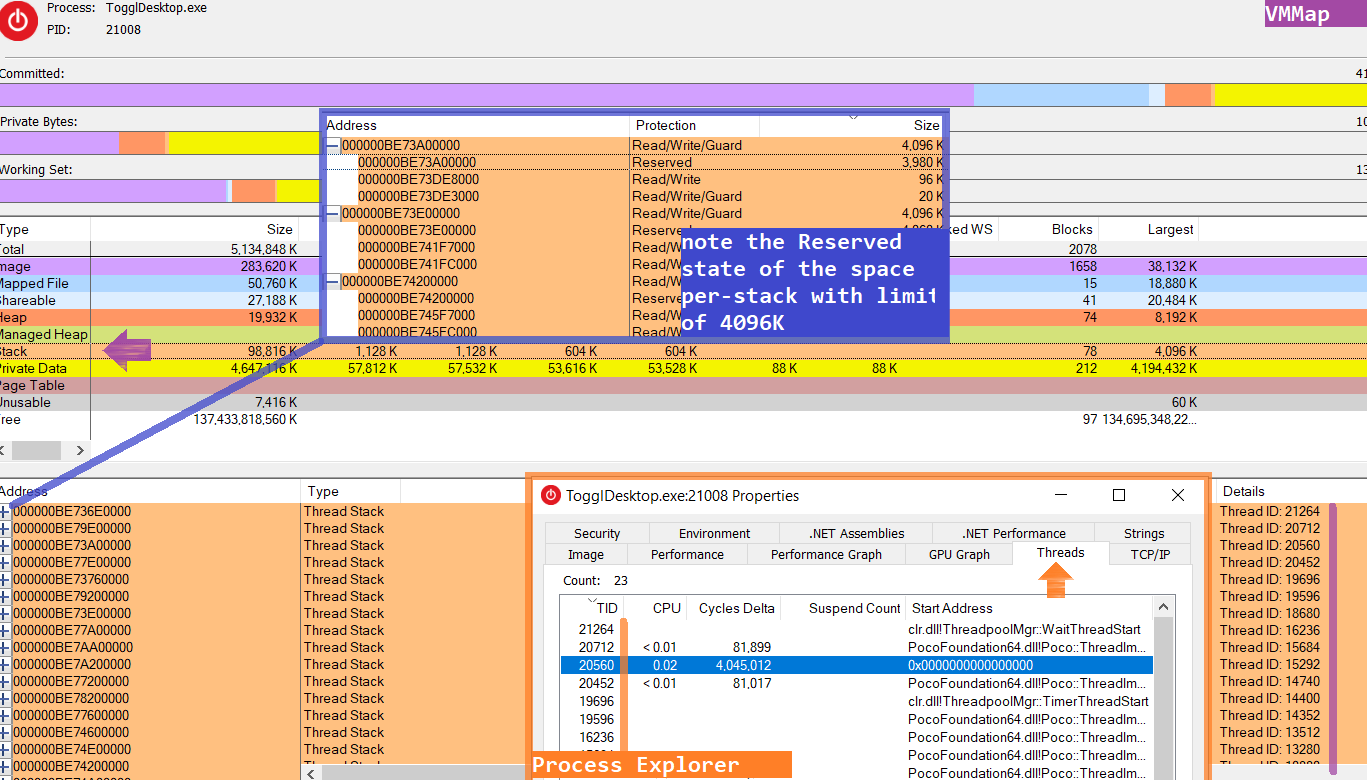 Process: TogglDesktop.exe
VMMap
PID: 21008
Committed: 41
Private Bytes: 10
Working Set: 13
Address Protection Size
000000BE73A00000 Read/Write/Guard 4,096 K
000000BE73A00000 Reserved 3,980 K
000000BE73DE8000 Read/Write 96 K
000000BE73DE3000 Read/Write/Guard 20 K
000000BE73E00000 Read/Write/Guard 4,096 K
000000BE73E00000 Reserve
000000BE741F7000 Read/W
000000BE741FC000 Read/W
000000BE74200000 Read/W
000000BE74200000 Reserve
000000BE745F7000 Read/W
000000BE745FC000 Read/W
note the Reserved
state of the space
per-stack with limit
of 4096K
Type Size ked WS Blocks Largest
Total 5,134,848 K 2078
Image 283,620 K 1658 38,132 K
Mapped File 50,760 K 15 18,880 K
Shareable 27,188 K 41 20,484 K
Heap 19,932 K 74 8,192 K
Managed Heap
Stack 98,816 K 1,128 K 1,128 K 604 K 604 K 78 4,096 K
Private Data 4,647,116 K 57,812 K 57,532 K 53,616 K 53,528 K 88 K 88 K 212 4,194,432 K
Page Table
Unusable 7,416 K 60 K
Free 137,433,818,560 K 97 134,695,348,22...
Address Type
000000BE736E0000 Thread Stack
000000BE79E00000 Thread Stack
000000BE73A00000 Thread Stack
000000BE77E00000 Thread Stack
000000BE73760000 Thread Stack
000000BE79200000 Thread Stack
000000BE73E00000 Thread Stack
000000BE77A00000 Thread Stack
000000BE7AA00000 Thread Stack
000000BE7A200000 Thread Stack
000000BE77200000 Thread Stack
000000BE78200000 Thread Stack
000000BE77600000 Thread Stack
000000BE74600000 Thread Stack
000000BE74E00000 Thread Stack
000000BE74200000 Thread Stack
TogglDesktop.exe:21008 Properties
Security Environment .NET Assemblies .NET Performance Strings
Image Performance Performance Graph GPU Graph Threads TCP/IP
Count: 23
TID CPU Cycles Delta Suspend Count Start Address
21264 clr.dll!ThreadpoolMgr::WaitThreadStart
20712 < 0.01 81,899 PocoFoundation64.dll!Poco::ThreadIm...
20560 0.02 4,045,012 0x0000000000000000
20452 < 0.01 81,017 PocoFoundation64.dll!Poco::ThreadIm...
19696 clr.dll!ThreadpoolMgr::TimerThreadStart
19596 PocoFoundation64.dll!Poco::ThreadIm...
16236 PocoFoundation64.dll!Poco::ThreadIm...
PocoFoundation64.dll!Poco::ThreadIm...
PocoFoundation64.dll!Poco::ThreadIm...
Process Explorer
Details
Thread ID: 21264
Thread ID: 20712
Thread ID: 20560
Thread ID: 20452
Thread ID: 19696
Thread ID: 19596
Thread ID: 18680
Thread ID: 16236
Thread ID: 15684
Thread ID: 15292
Thread ID: 14740
Thread ID: 14400
Thread ID: 14352
Thread ID: 13512
Thread ID: 13280